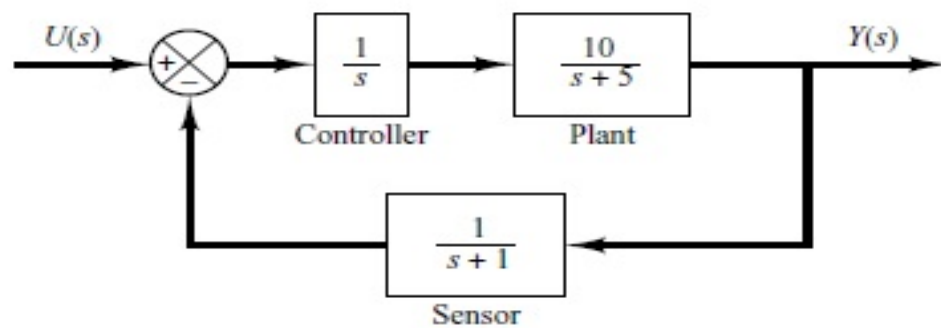 U(s)
+
−
1
s
Controller
10
s + 5
Plant
Y(s)
1
s + 1
Sensor